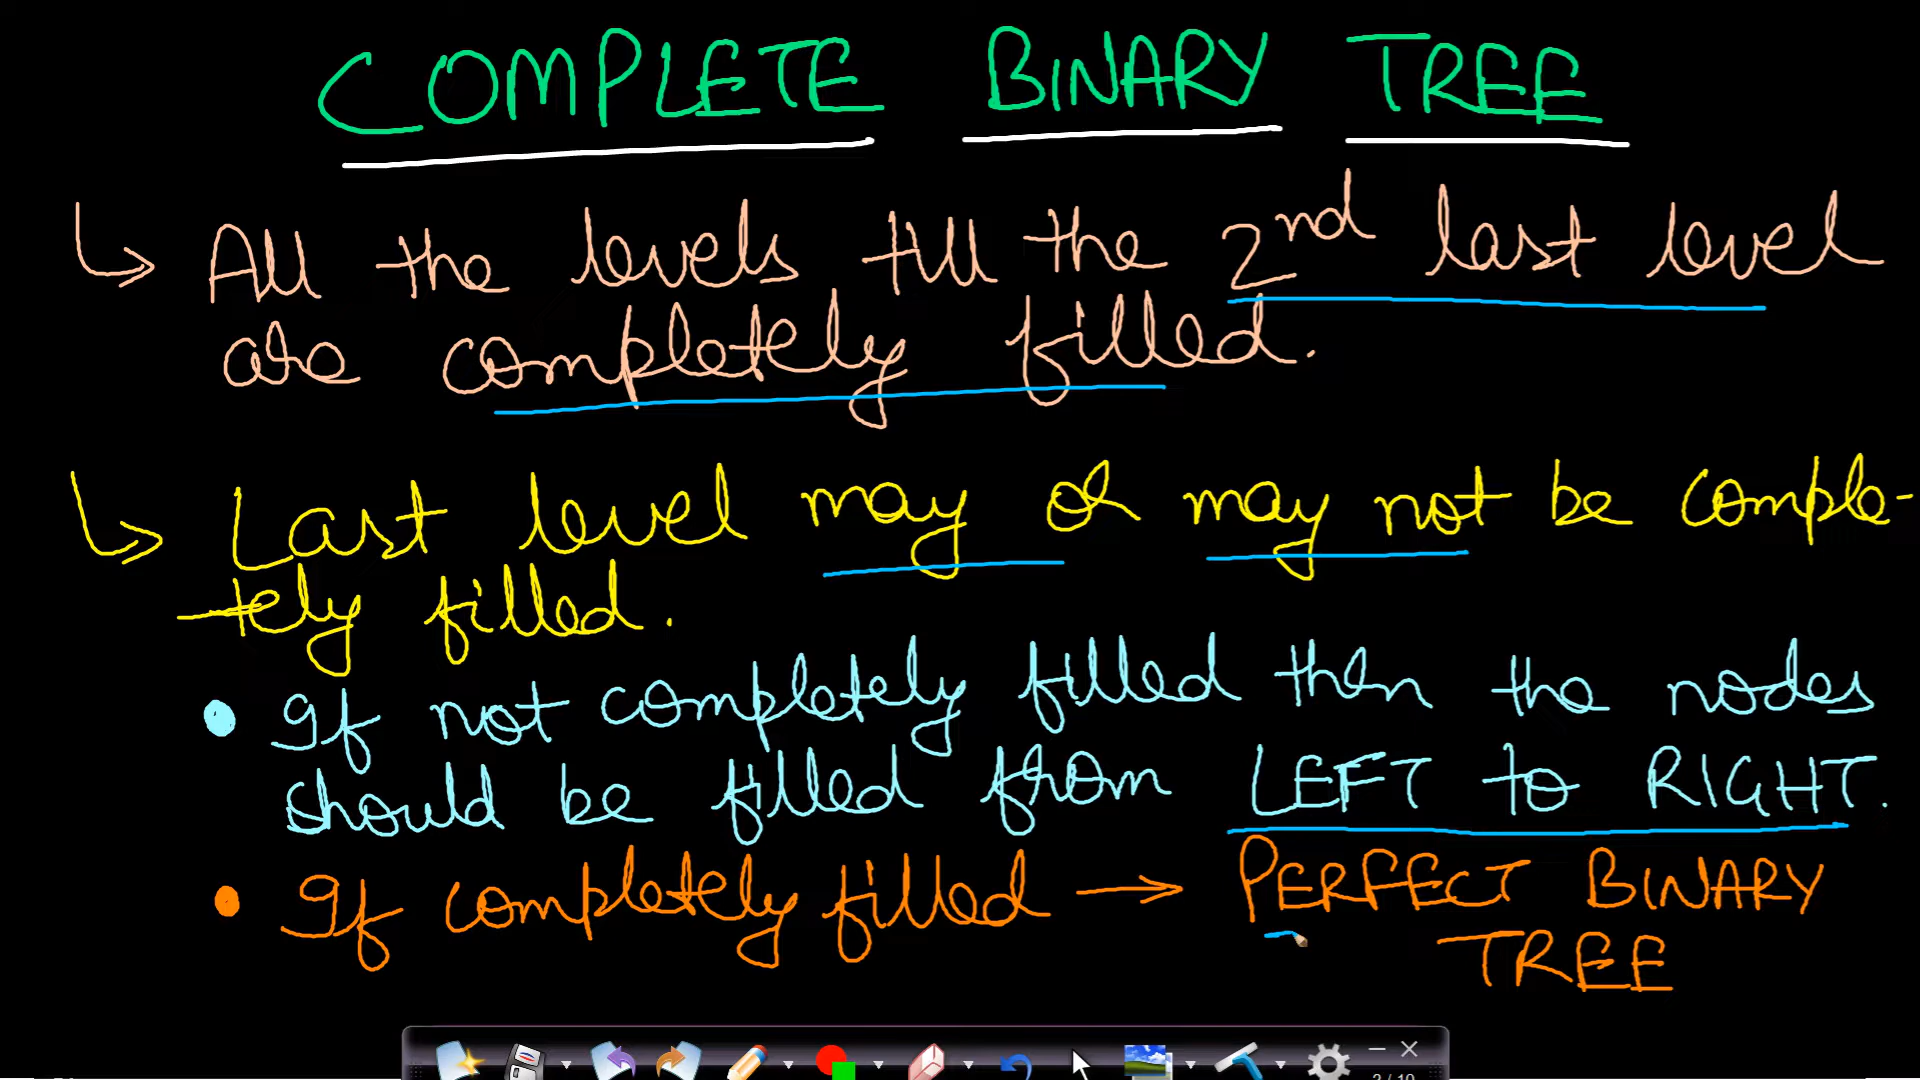 COMPLETE BINARY TREE
All the levels till the 2nd last level
are completely filled.
Last level may or may not be comple-
-tely filled.
If not completely filled then the nodes
should be filled from LEFT to RIGHT.
If completely filled → PERFECT BINARY
TREE